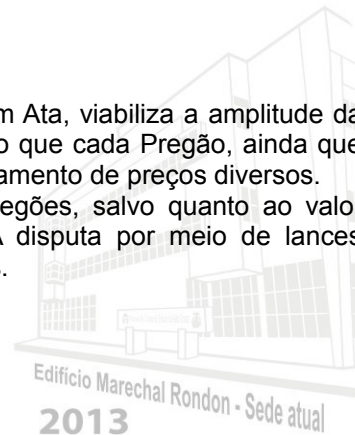 m Ata, viabiliza a amplitude da
o que cada Pregão, ainda que
amento de preços diversos.
egões, salvo quanto ao valo
A disputa por meio de lances
s.
Edifício Marechal Rondon - Sede atual
2013